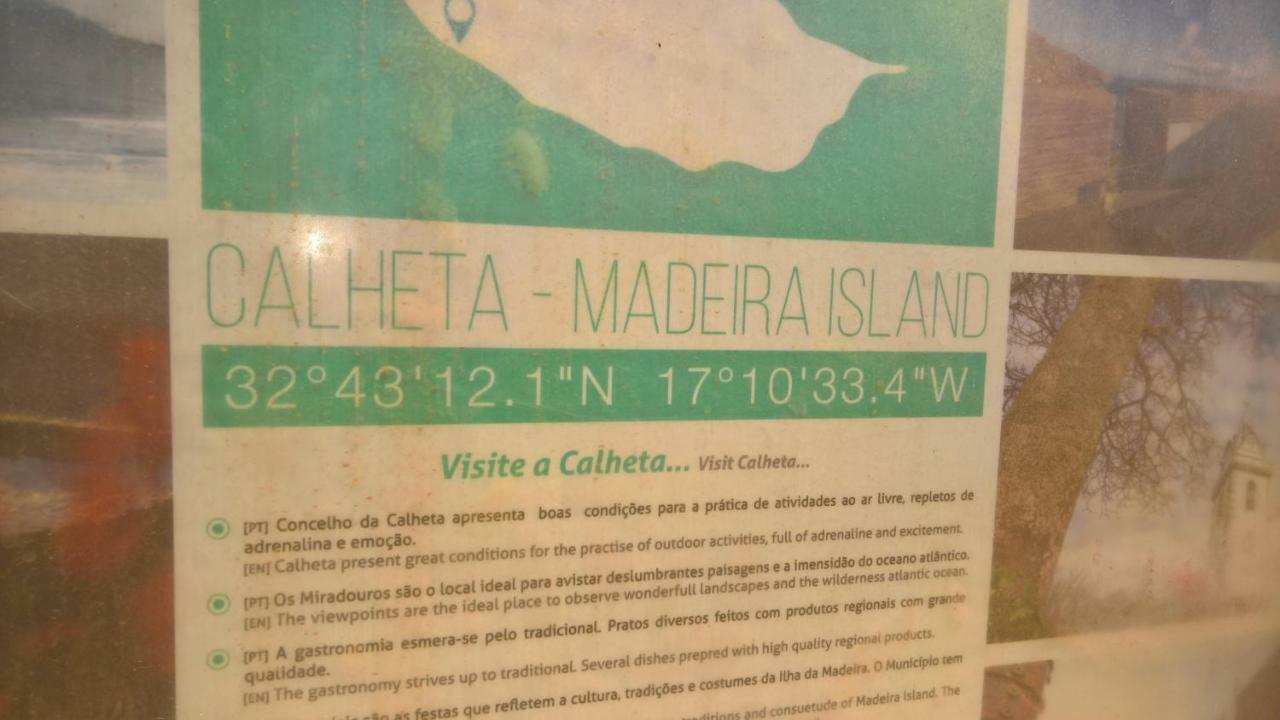 CALHETA - MADEIRA ISLAND
32°43'12.1"N 17°10'33.4"W
Visite a Calheta... Visit Calheta...
[PT] Concelho da Calheta apresenta boas condições para a prática de atividades ao ar livre, repletos de
adrenalina e emoção.
[EN] Calheta present great conditions for the practise of outdoor activities, full of adrenaline and excitement.
[PT] Os Miradouros são o local ideal para avistar deslumbrantes paisagens e a imensidão do oceano atlântico.
[EN] The viewpoints are the ideal place to observe wonderfull landscapes and the wilderness atlantic ocean.
[PT] A gastronomia esmera-se pelo tradicional. Pratos diversos feitos com produtos regionais com grande
qualidade.
[EN] The gastronomy strives up to traditional. Several dishes prepred with high quality regional products.
são as festas que refletem a cultura, tradições e costumes da Ilha da Madeira. O Município tem
and consuetude of Madeira Island. The